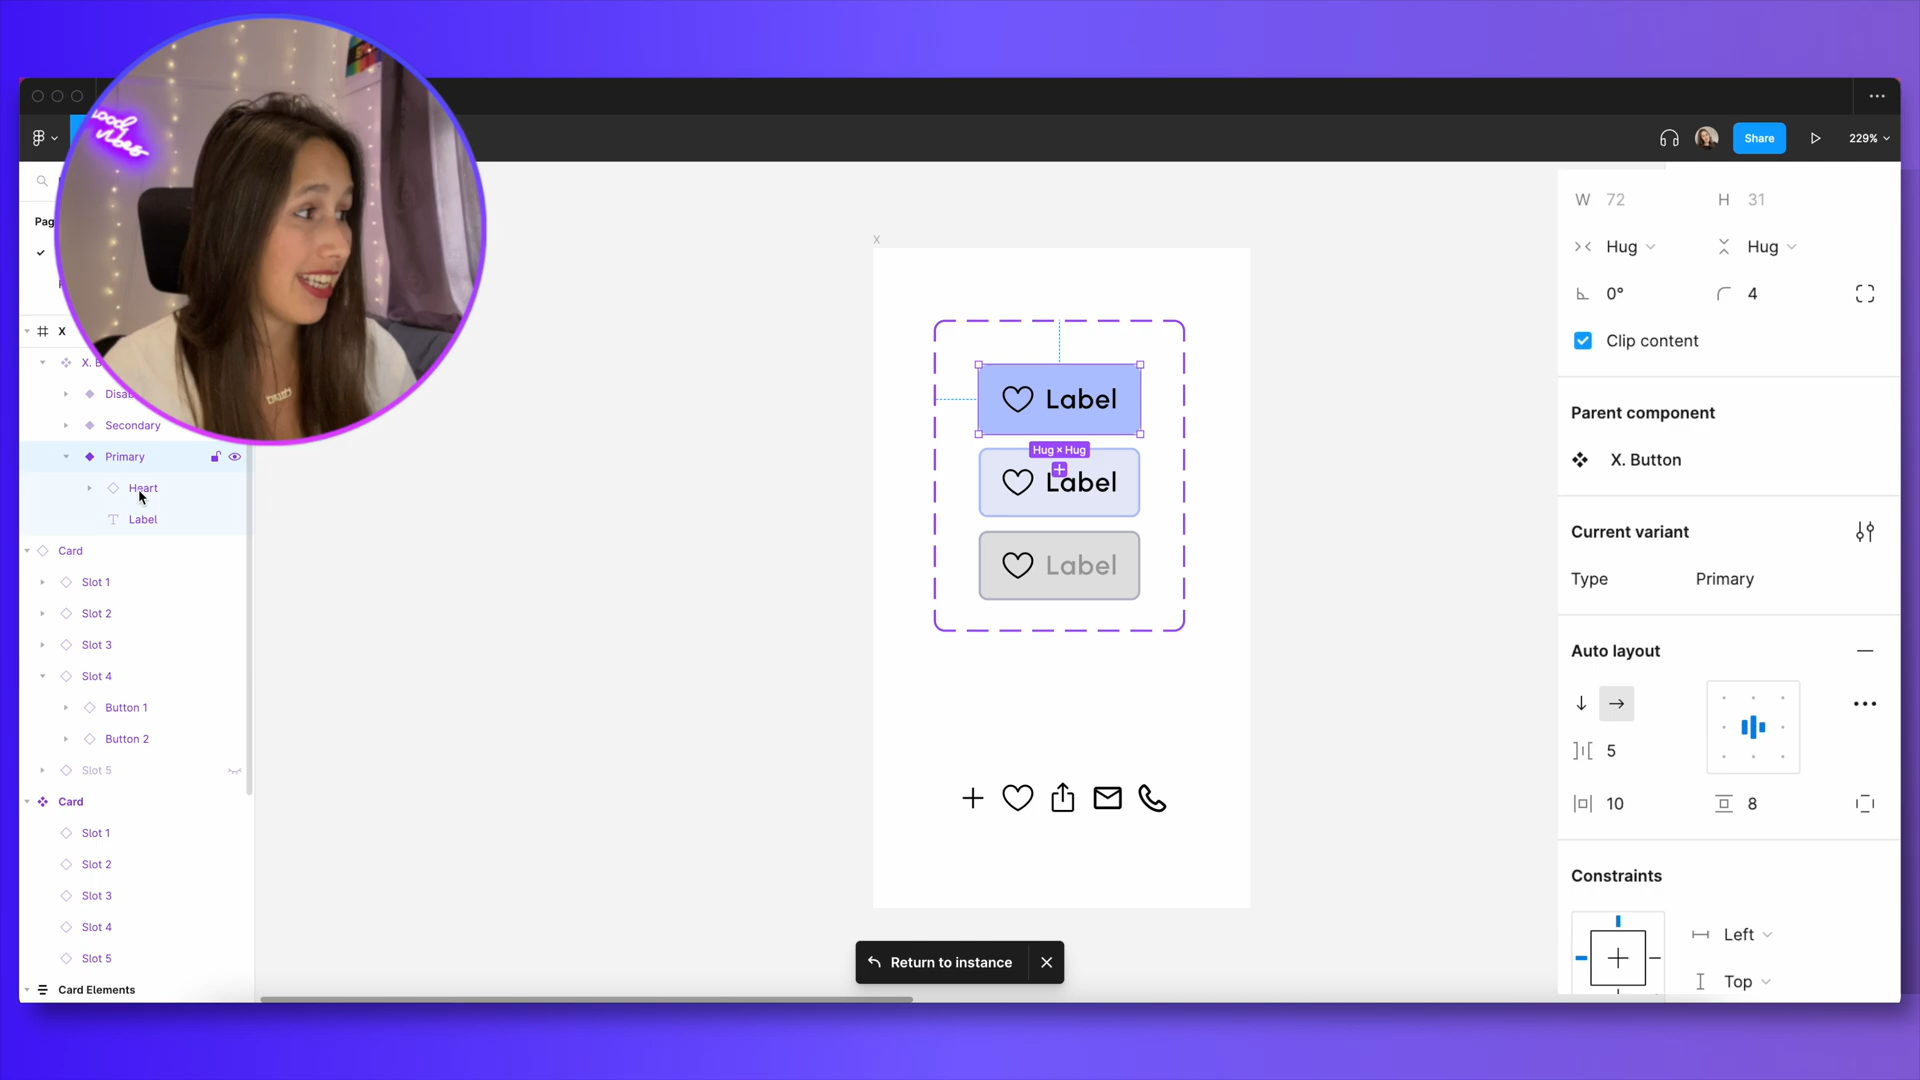 good
vibes
Share
229%
Pag
X
X. B
Disab
Secondary
Primary
Heart
Label
Card
Slot 1
Slot 2
Slot 3
Slot 4
Button 1
Button 2
Slot 5
Card
Slot 1
Slot 2
Slot 3
Slot 4
Slot 5
Card Elements
X
Label
Hug × Hug
Label
Label
Return to instance
W 72 H 31
Hug Hug
0° 4
Clip content
Parent component
X. Button
Current variant
Type Primary
Auto layout
5
10 8
Constraints
Left
Top